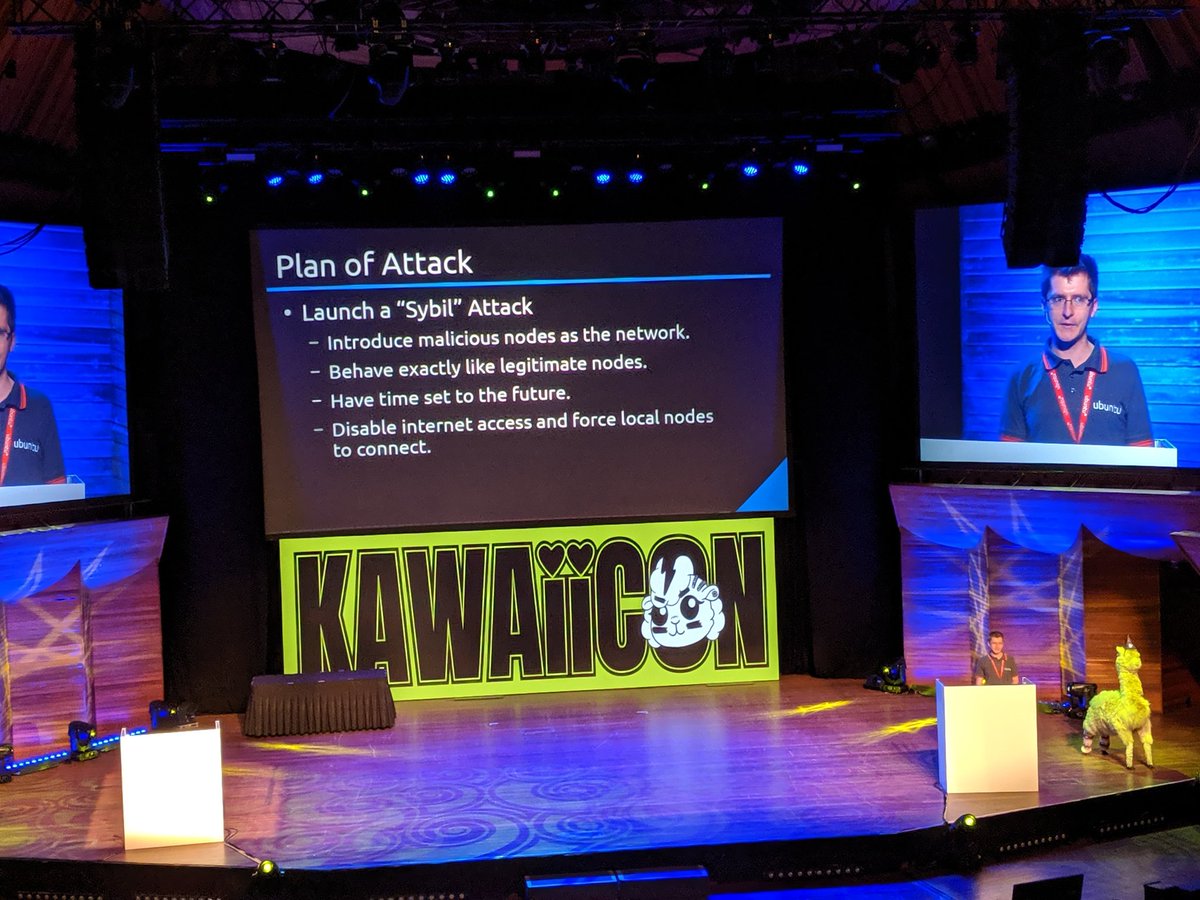 Plan of Attack
• Launch a “Sybil” Attack
– Introduce malicious nodes as the network.
– Behave exactly like legitimate nodes.
– Have time set to the future.
– Disable internet access and force local nodes
to connect.
KAWAiiCON
ubuntu
ubuntu